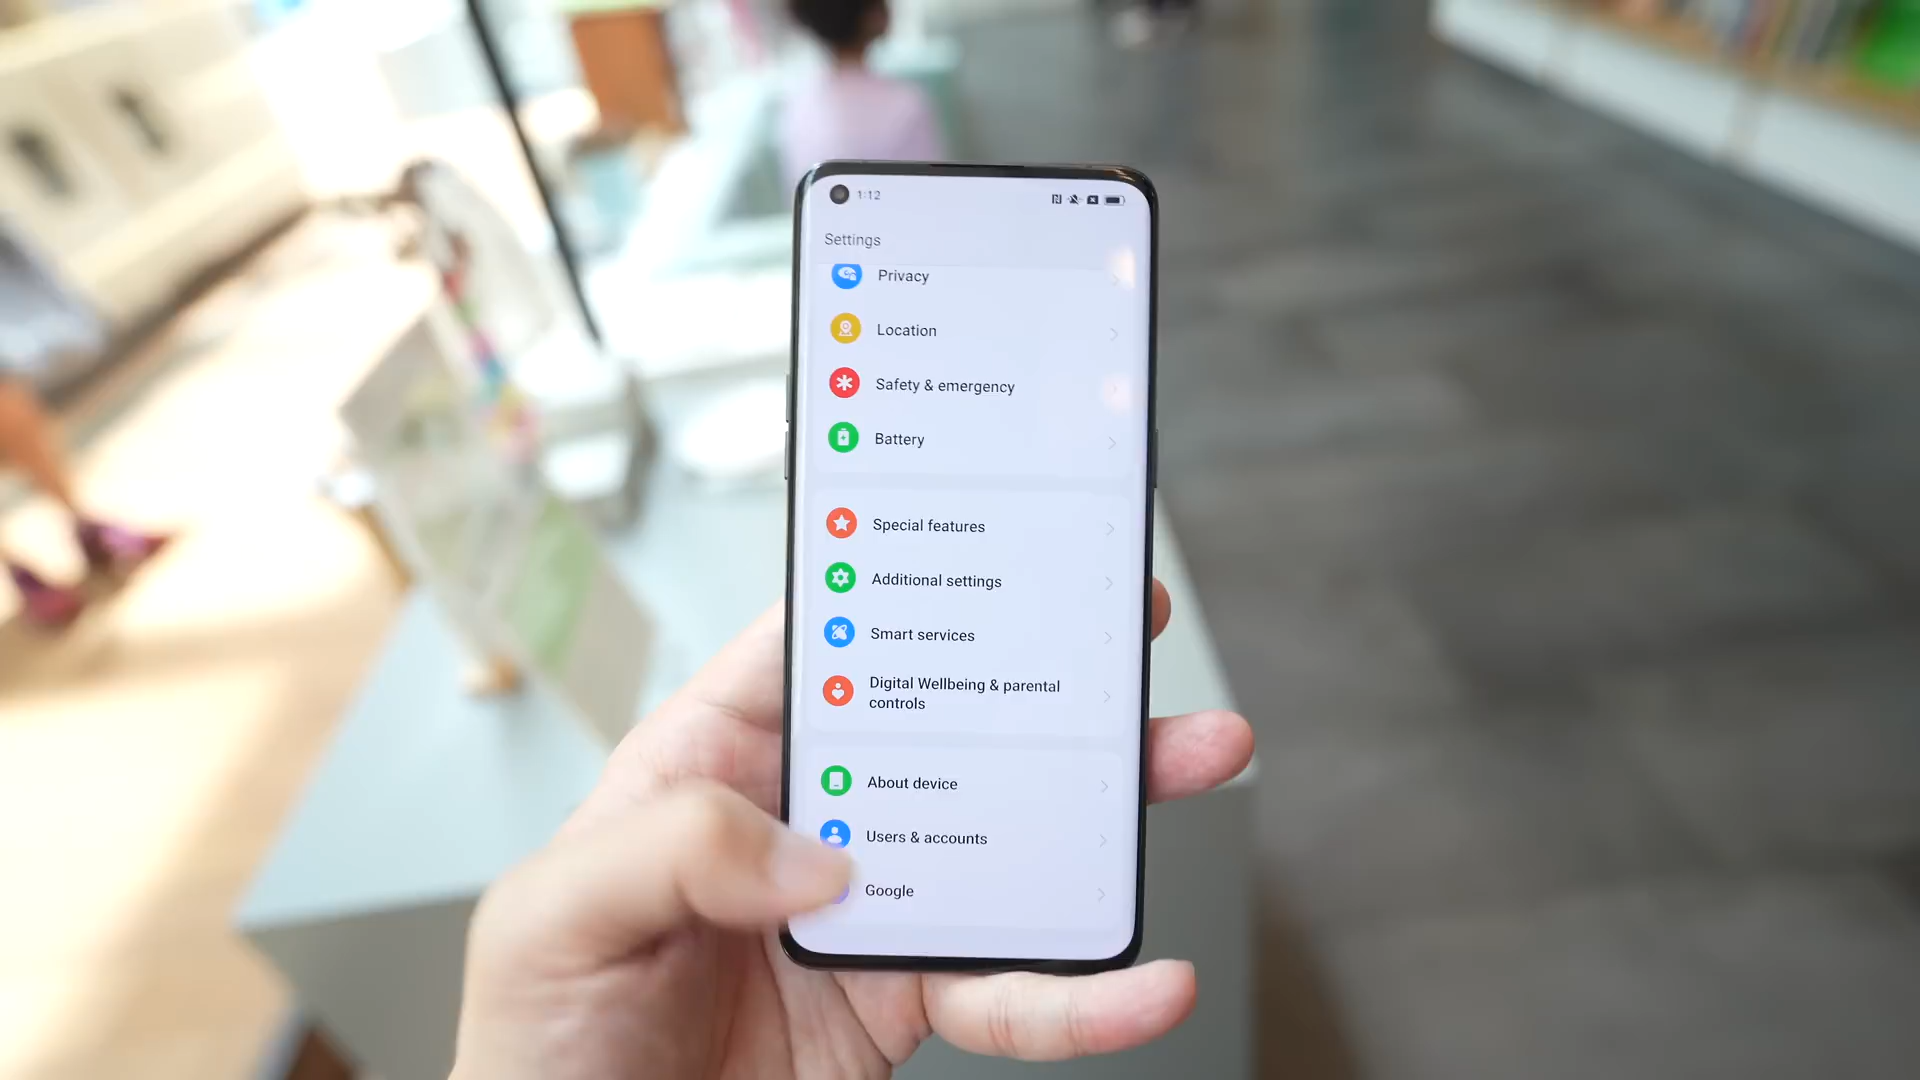 1:12
Settings
Privacy
Location
Safety & emergency
Battery
Special features
Additional settings
Smart services
Digital Wellbeing & parental
controls
About device
Users & accounts
Google